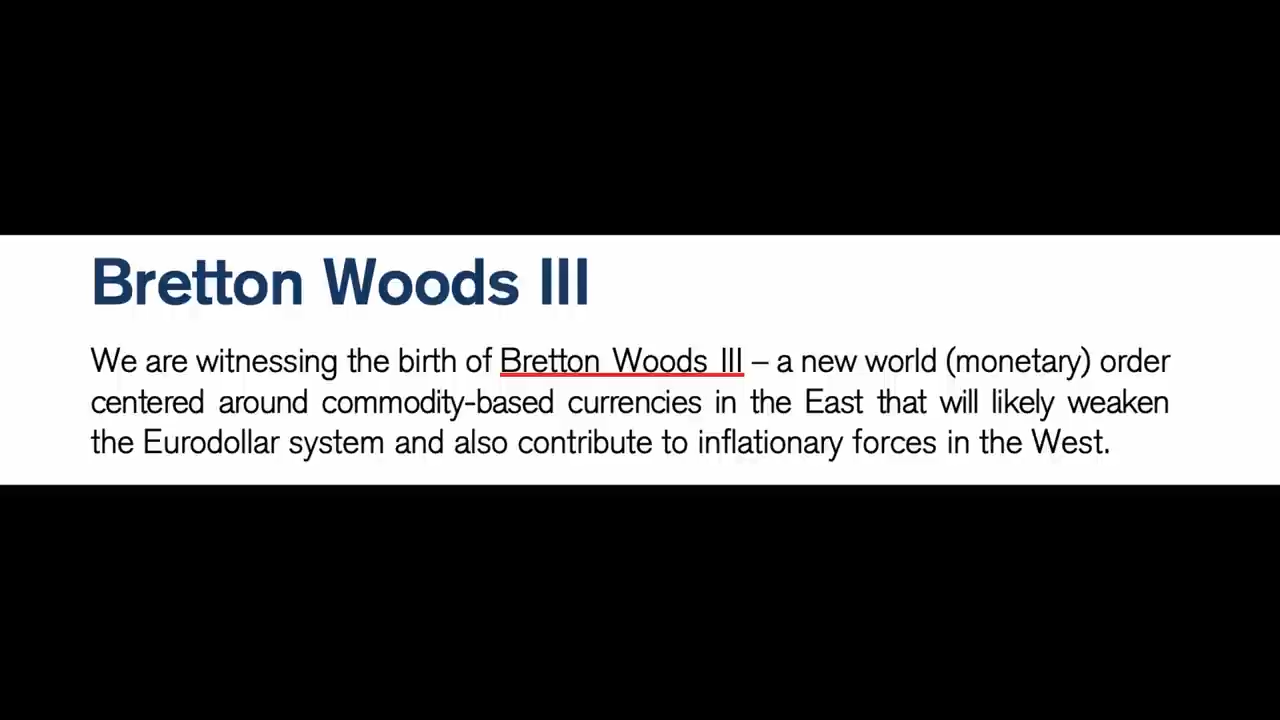 Bretton Woods III
We are witnessing the birth of Bretton Woods III – a new world (monetary) order
centered around commodity-based currencies in the East that will likely weaken
the Eurodollar system and also contribute to inflationary forces in the West.